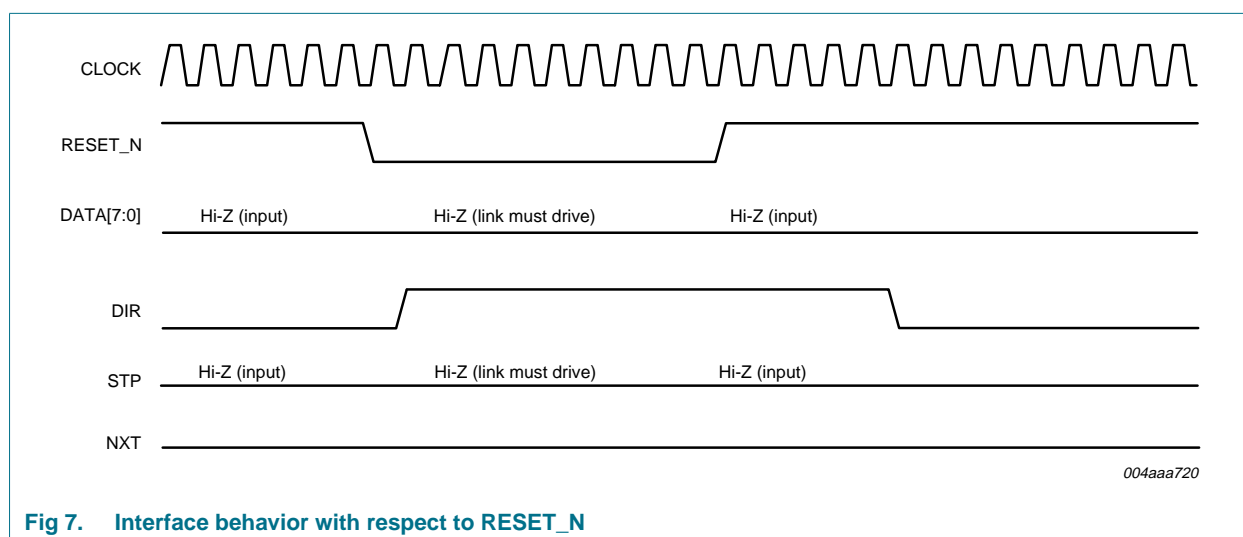 CLOCK
RESET_N
DATA[7:0] Hi-Z (input) Hi-Z (link must drive) Hi-Z (input)
DIR
STP Hi-Z (input) Hi-Z (link must drive) Hi-Z (input)
NXT
004aaa720
Fig 7. Interface behavior with respect to RESET_N